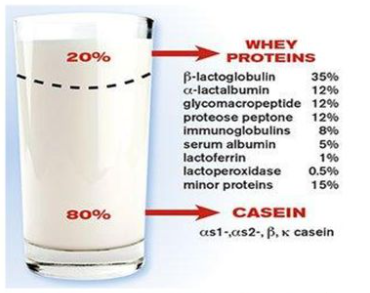 20%
WHEY
PROTEINS
β-lactoglobulin 35%
α-lactalbumin 12%
glycomacropeptide 12%
proteose peptone 12%
immunoglobulins 8%
serum albumin 5%
lactoferrin 1%
lactoperoxidase 0.5%
minor proteins 15%
80%
CASEIN
αs1-,αs2-, β, κ casein